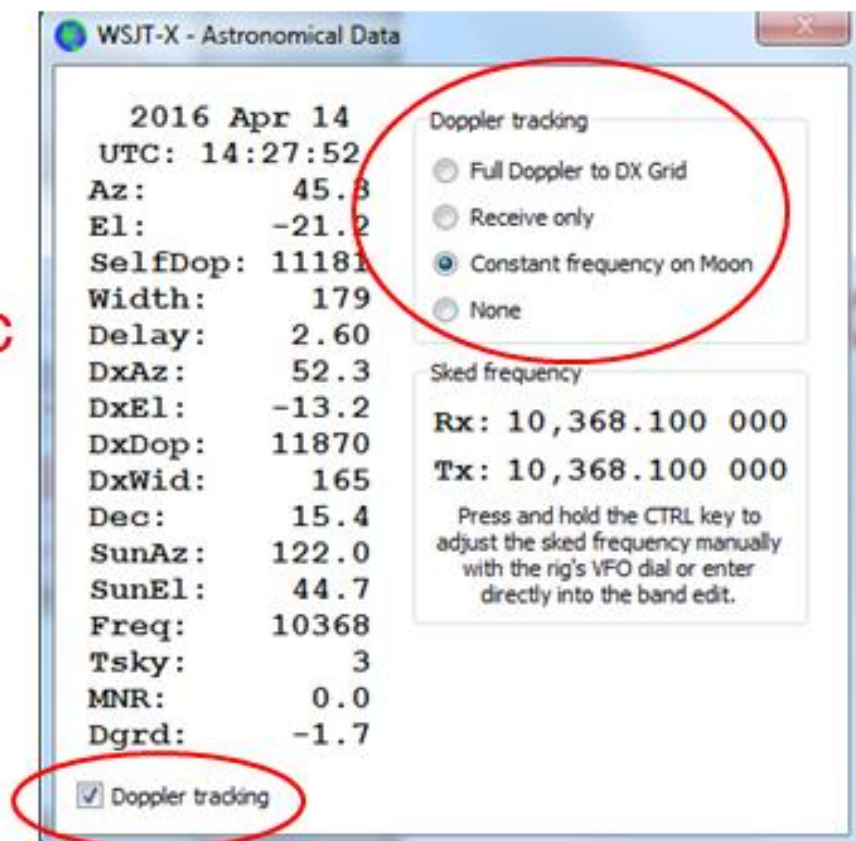 WSJT-X - Astronomical Data
2016 Apr 14
UTC: 14:27:52
Az: 45.3
El: -21.2
SelfDop: 11181
Width: 179
Delay: 2.60
DxAz: 52.3
DxEl: -13.2
DxDop: 11870
DxWid: 165
Dec: 15.4
SunAz: 122.0
SunEl: 44.7
Freq: 10368
Tsky: 3
MNR: 0.0
Dgrd: -1.7
Doppler tracking
Doppler tracking
Full Doppler to DX Grid
Receive only
Constant frequency on Moon
None
Sked frequency
Rx: 10,368.100 000
Tx: 10,368.100 000
Press and hold the CTRL key to
adjust the sked frequency manually
with the rig's VFO dial or enter
directly into the band edit.